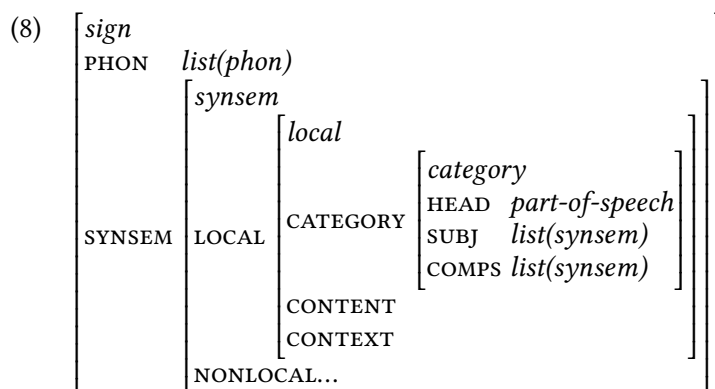 (8)
sign
PHON list(phon)
synsem
local
category
HEAD part-of-speech
CATEGORY
SUBJ list(synsem)
SYNSEM LOCAL
COMPS list(synsem)
CONTENT
CONTEXT
NONLOCAL…